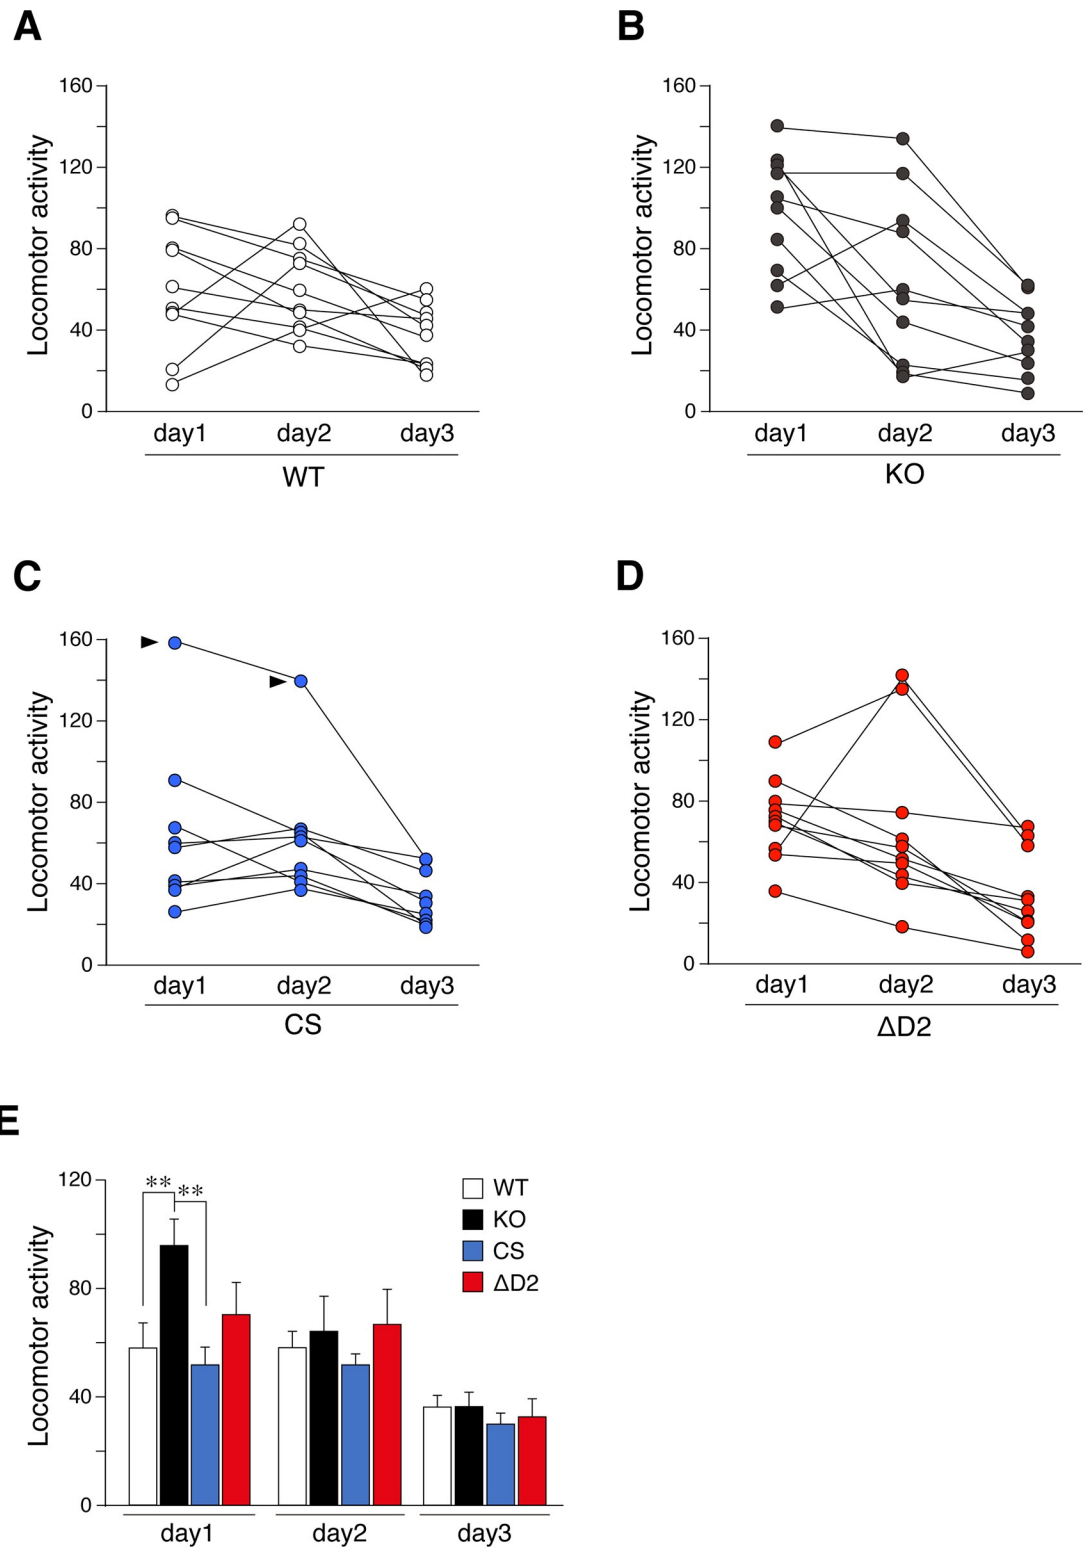 A
160
120
80
40
0
Locomotor activity
day1 day2 day3
WT
B
160
120
80
40
0
Locomotor activity
day1 day2 day3
KO
C
160
120
80
40
0
Locomotor activity
day1 day2 day3
CS
D
160
120
80
40
0
Locomotor activity
day1 day2 day3
ΔD2
E
120
80
40
0
Locomotor activity
** **
WT
KO
CS
ΔD2
day1 day2 day3